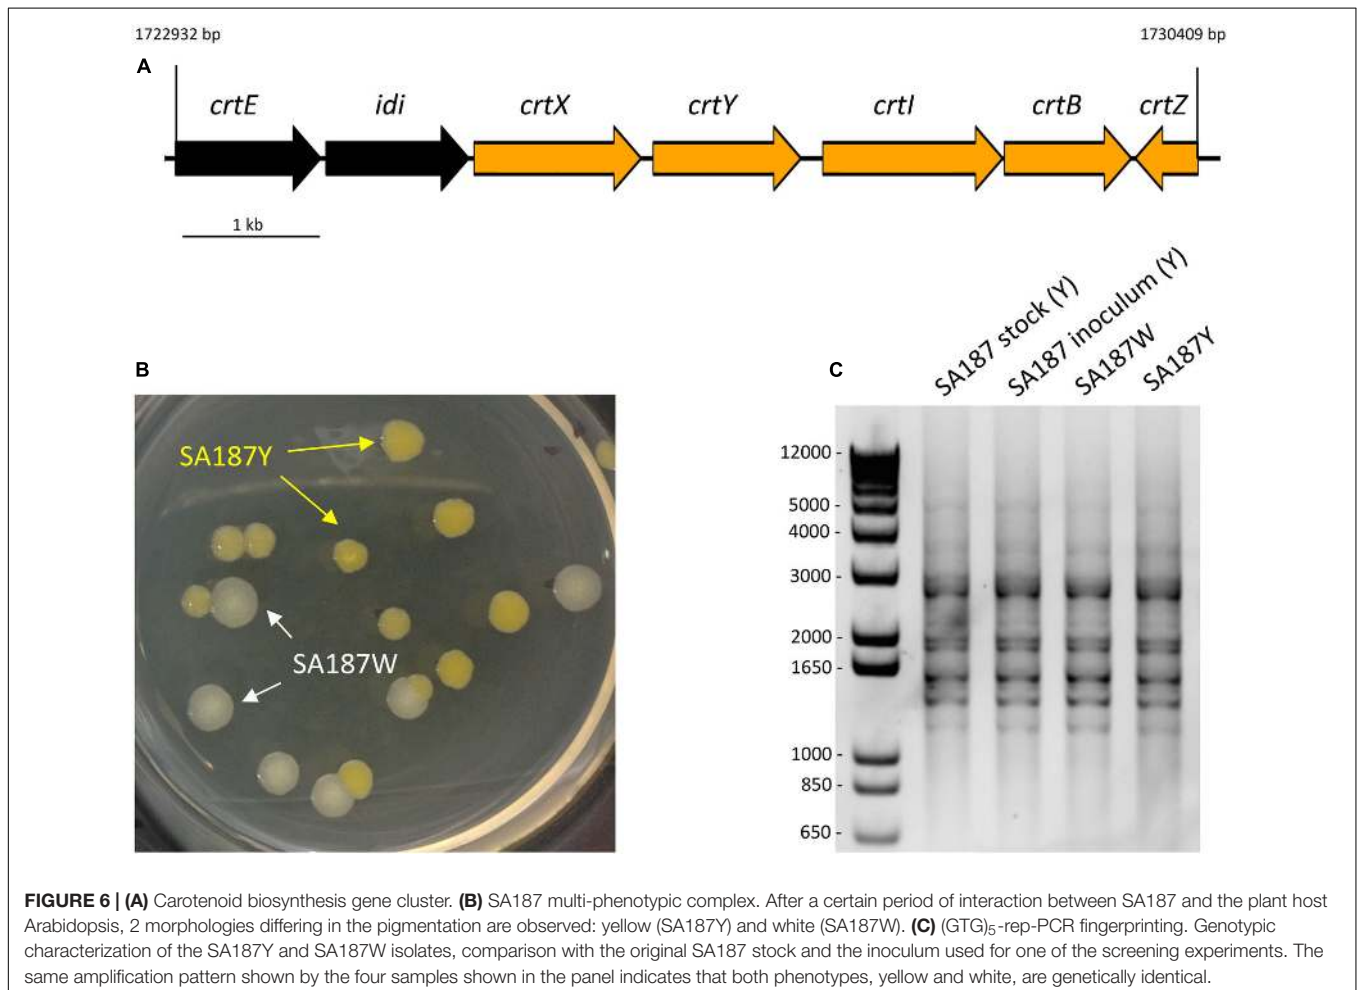 1722932 bp
1730409 bp
A
crtE idi crtX crtY crtI crtB crtZ
1 kb
B
SA187Y
SA187W
C
SA187 stock (Y)
SA187 inoculum (Y)
SA187W
SA187Y
12000 -
5000 -
4000 -
3000 -
2000 -
1650 -
1000 -
850 -
650 -
FIGURE 6 | (A) Carotenoid biosynthesis gene cluster. (B) SA187 multi-phenotypic complex. After a certain period of interaction between SA187 and the plant host
Arabidopsis, 2 morphologies differing in the pigmentation are observed: yellow (SA187Y) and white (SA187W). (C) (GTG)5-rep-PCR fingerprinting. Genotypic
characterization of the SA187Y and SA187W isolates, comparison with the original SA187 stock and the inoculum used for one of the screening experiments. The
same amplification pattern shown by the four samples shown in the panel indicates that both phenotypes, yellow and white, are genetically identical.